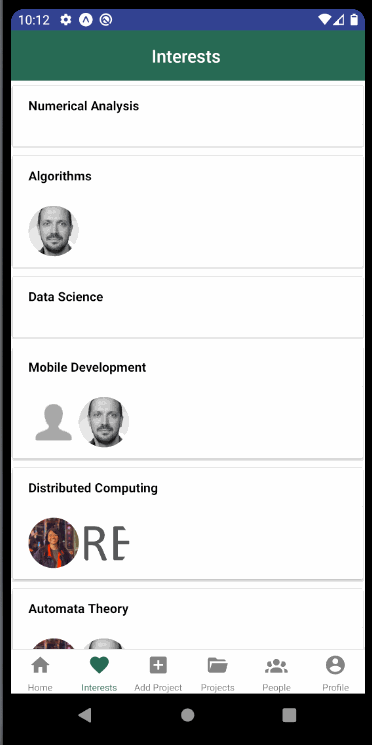 10:12
Interests
Numerical Analysis
Algorithms
Data Science
Mobile Development
Distributed Computing
RE
Automata Theory
Home Interests Add Project Projects People Profile